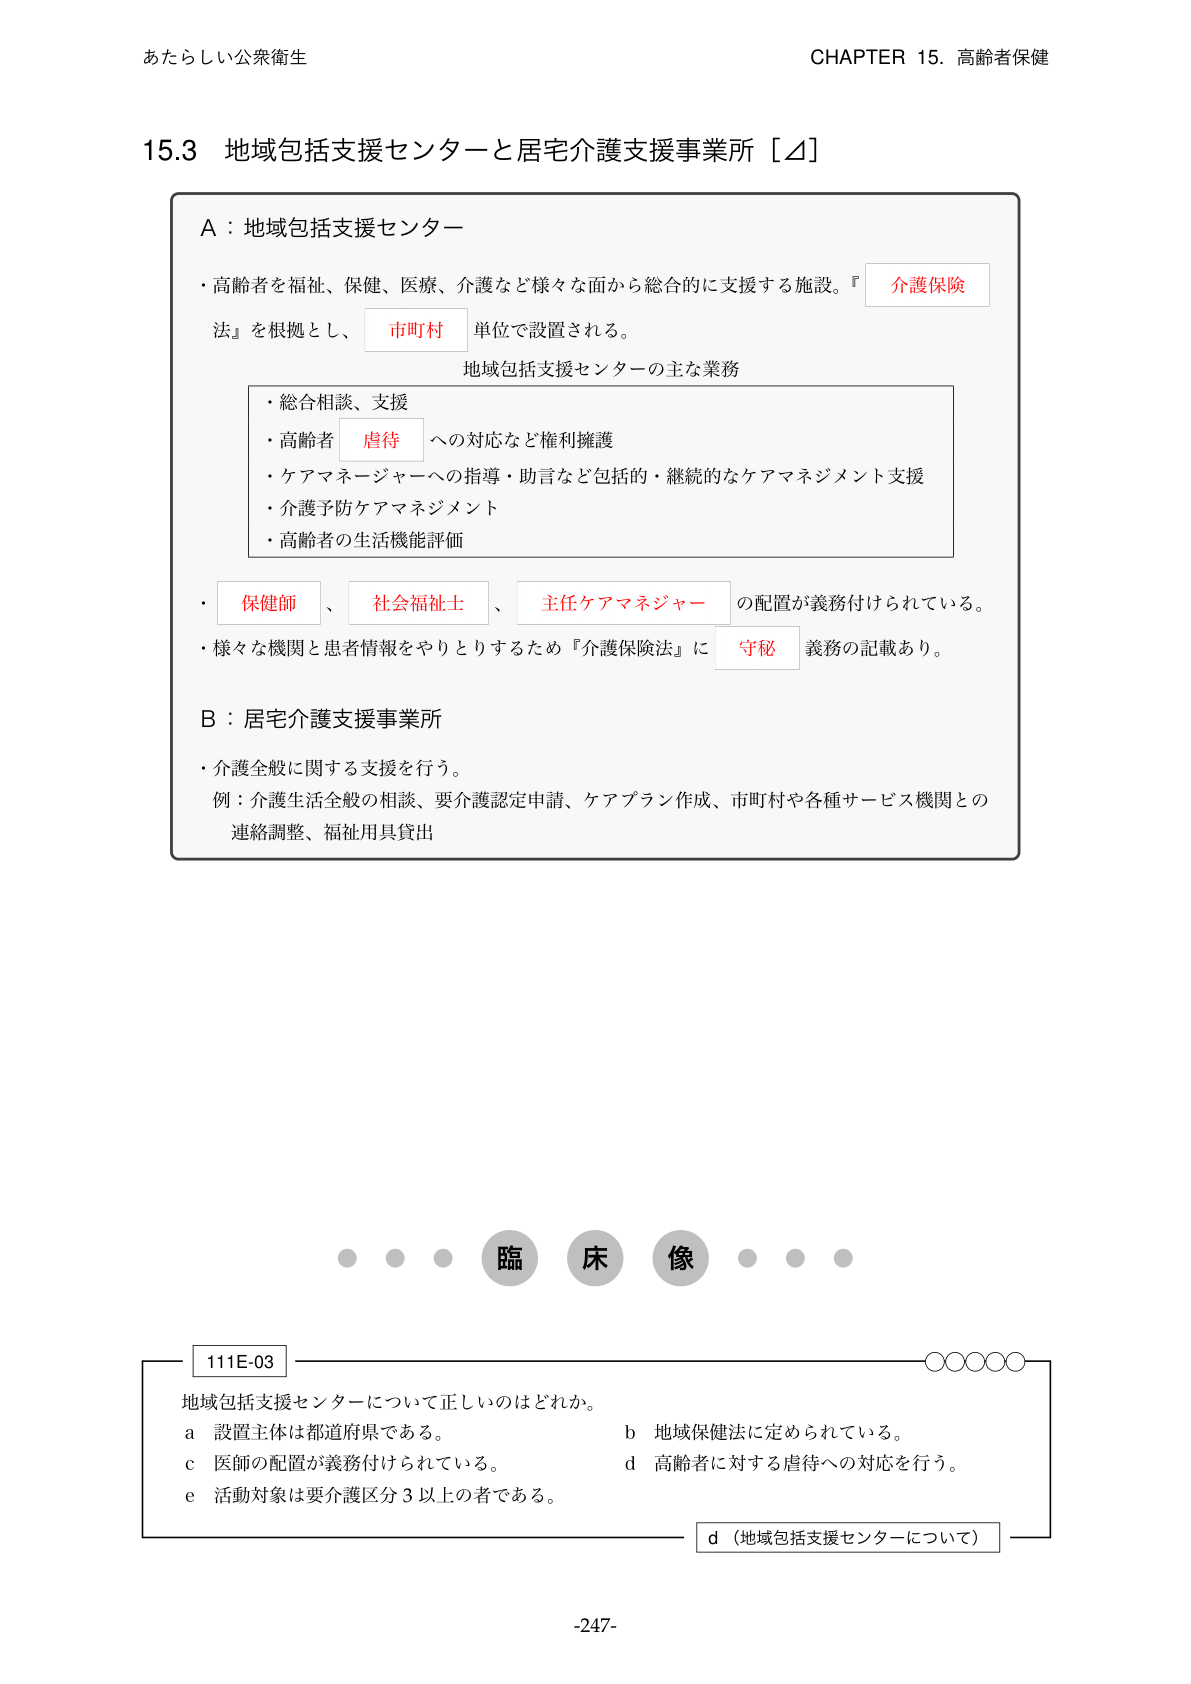 あたらしい公衆衛生
CHAPTER 15. 高齢者保健
15.3 地域包括支援センターと居宅介護支援事業所［⊿］
A：地域包括支援センター
・高齢者を福祉、保健、医療、介護など様々な面から総合的に支援する施設。『 介護保険
法』を根拠とし、 市町村 単位で設置される。
地域包括支援センターの主な業務
・総合相談、支援
・高齢者 虐待 への対応など権利擁護
・ケアマネージャーへの指導・助言など包括的・継続的なケアマネジメント支援
・介護予防ケアマネジメント
・高齢者の生活機能評価
・ 保健師 、 社会福祉士 、 主任ケアマネジャー の配置が義務付けられている。
・様々な機関と患者情報をやりとりするため『介護保険法』に 守秘 義務の記載あり。
B：居宅介護支援事業所
・介護全般に関する支援を行う。
例：介護生活全般の相談、要介護認定申請、ケアプラン作成、市町村や各種サービス機関との
連絡調整、福祉用具貸出
臨床像
111E-03
地域包括支援センターについて正しいのはどれか。
a 設置主体は都道府県である。 b 地域保健法に定められている。
c 医師の配置が義務付けられている。 d 高齢者に対する虐待への対応を行う。
e 活動対象は要介護区分 3 以上の者である。
d（地域包括支援センターについて）
-247-